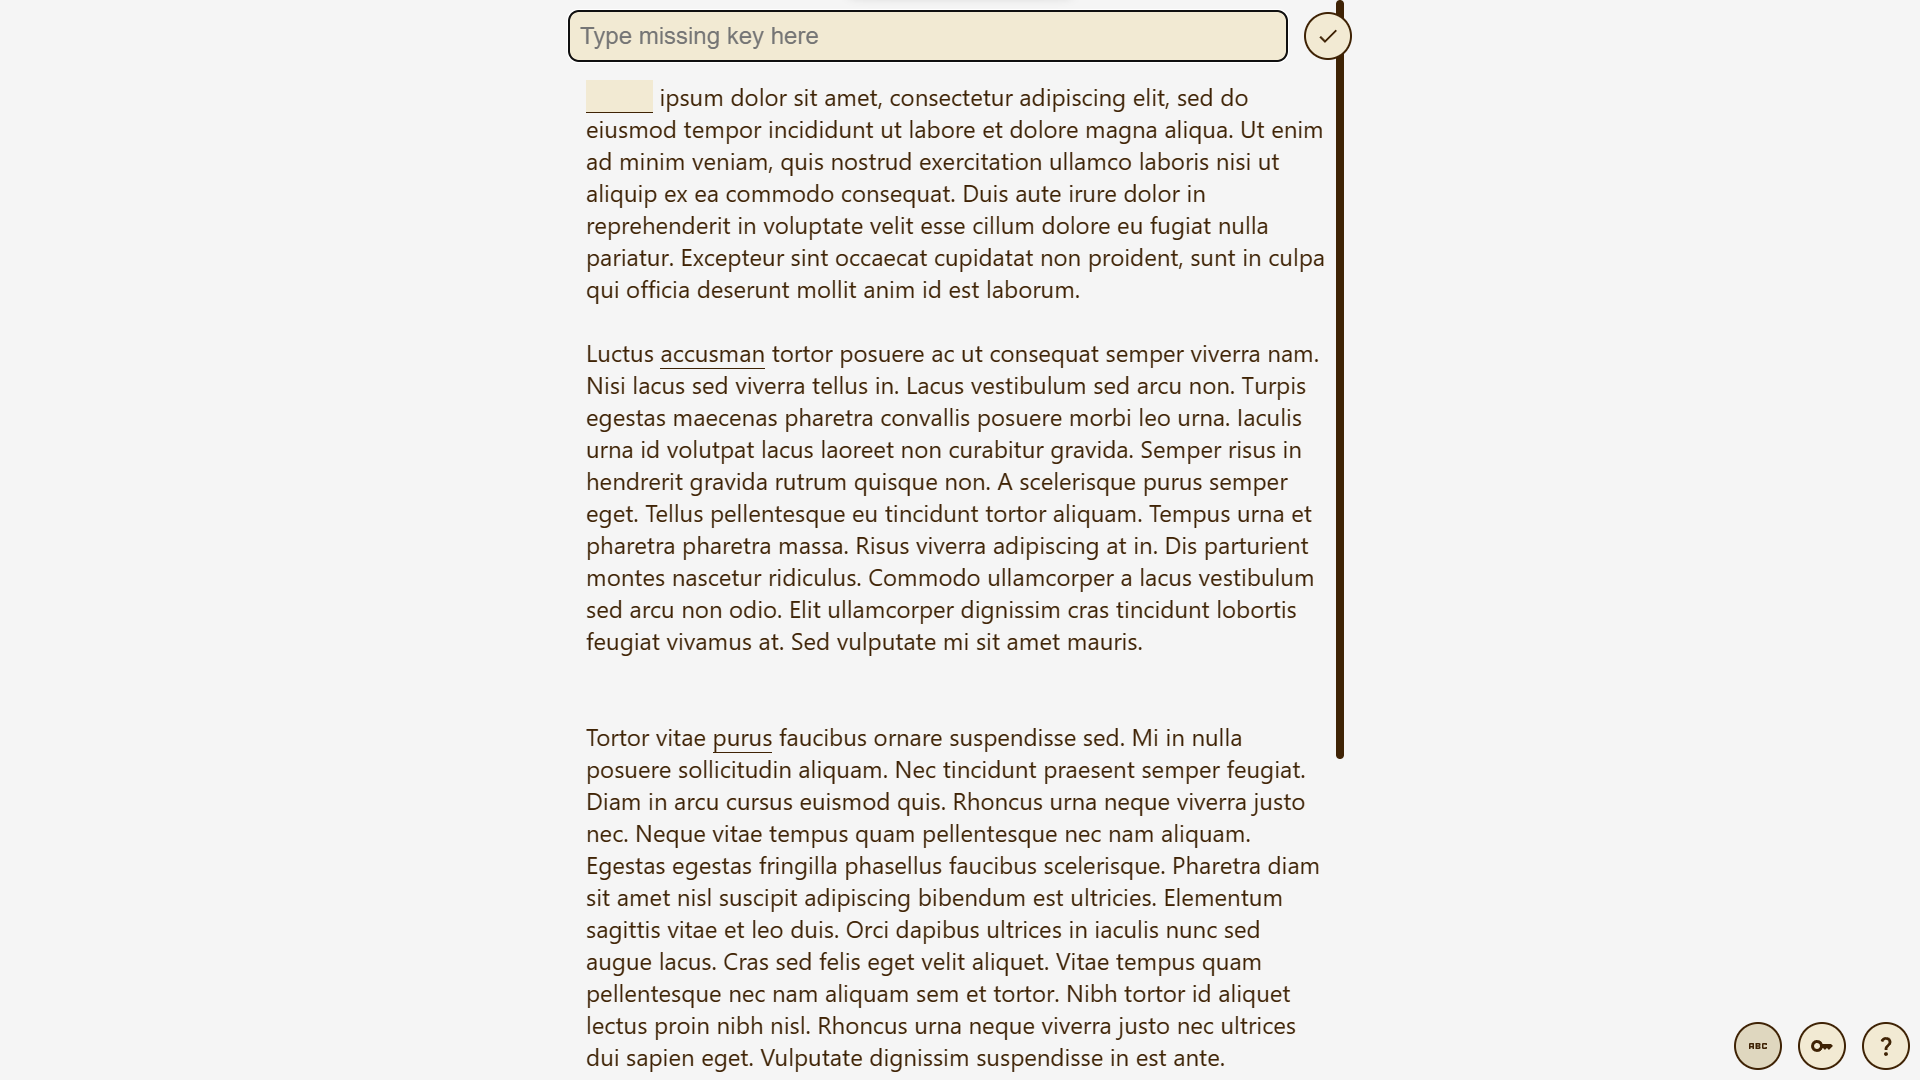 Type missing key here
ipsum dolor sit amet, consectetur adipiscing elit, sed do
eiusmod tempor incididunt ut labore et dolore magna aliqua. Ut enim
ad minim veniam, quis nostrud exercitation ullamco laboris nisi ut
aliquip ex ea commodo consequat. Duis aute irure dolor in
reprehenderit in voluptate velit esse cillum dolore eu fugiat nulla
pariatur. Excepteur sint occaecat cupidatat non proident, sunt in culpa
qui officia deserunt mollit anim id est laborum.
Luctus accusman tortor posuere ac ut consequat semper viverra nam.
Nisi lacus sed viverra tellus in. Lacus vestibulum sed arcu non. Turpis
egestas maecenas pharetra convallis posuere morbi leo urna. Iaculis
urna id volutpat lacus laoreet non curabitur gravida. Semper risus in
hendrerit gravida rutrum quisque non. A scelerisque purus semper
eget. Tellus pellentesque eu tincidunt tortor aliquam. Tempus urna et
pharetra pharetra massa. Risus viverra adipiscing at in. Dis parturient
montes nascetur ridiculus. Commodo ullamcorper a lacus vestibulum
sed arcu non odio. Elit ullamcorper dignissim cras tincidunt lobortis
feugiat vivamus at. Sed vulputate mi sit amet mauris.
Tortor vitae purus faucibus ornare suspendisse sed. Mi in nulla
posuere sollicitudin aliquam. Nec tincidunt praesent semper feugiat.
Diam in arcu cursus euismod quis. Rhoncus urna neque viverra justo
nec. Neque vitae tempus quam pellentesque nec nam aliquam.
Egestas egestas fringilla phasellus faucibus scelerisque. Pharetra diam
sit amet nisl suscipit adipiscing bibendum est ultricies. Elementum
sagittis vitae et leo duis. Orci dapibus ultrices in iaculis nunc sed
augue lacus. Cras sed felis eget velit aliquet. Vitae tempus quam
pellentesque nec nam aliquam sem et tortor. Nibh tortor id aliquet
lectus proin nibh nisl. Rhoncus urna neque viverra justo nec ultrices
dui sapien eget. Vulputate dignissim suspendisse in est ante.
ABC
?